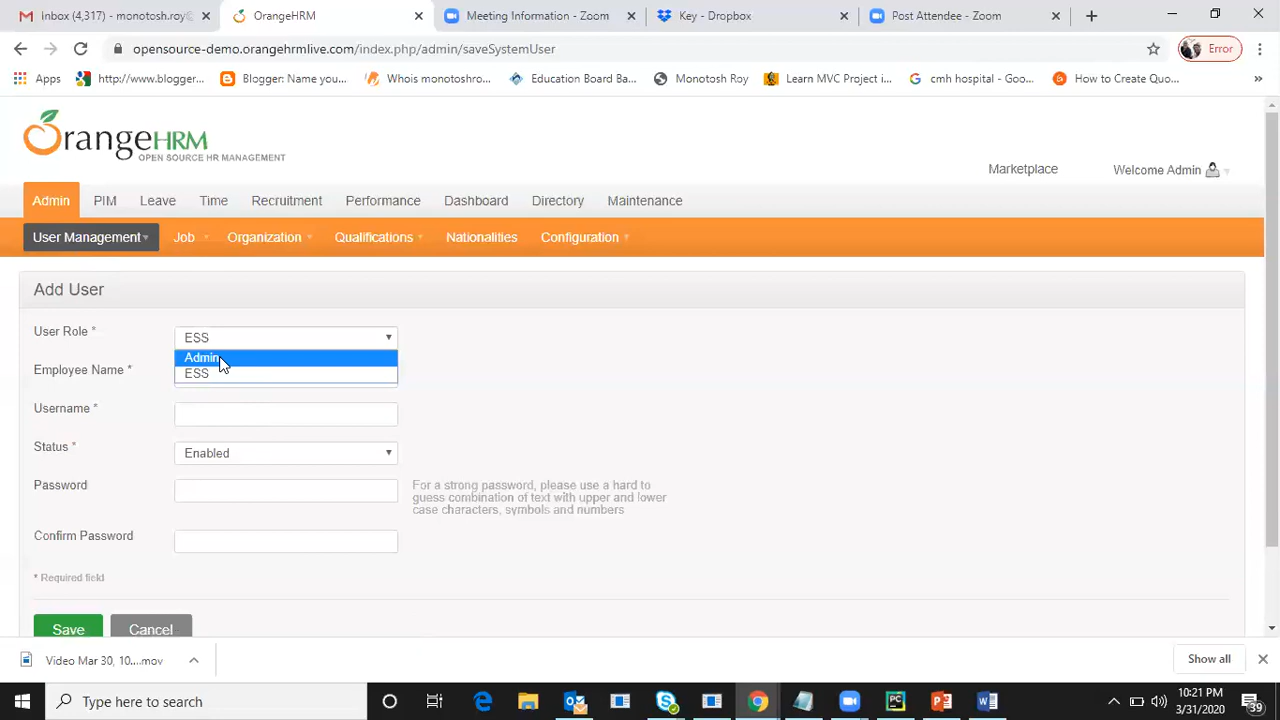 inbox (4,317) - monotosh.roy@
OrangeHRM
Meeting Information - Zoom
Key - Dropbox
Post Attendee - Zoom
opensource-demo.orangehrmlive.com/index.php/admin/saveSystemUser
Error
Apps
http://www.blogger...
Blogger: Name you...
Whois monotoshro...
Education Board Ba...
Monotosh Roy
Learn MVC Project i...
cmh hospital - Goo...
How to Create Quo...
OrangeHRM
OPEN SOURCE HR MANAGEMENT
Marketplace
Welcome Admin
Admin
PIM
Leave
Time
Recruitment
Performance
Dashboard
Directory
Maintenance
User Management
Job
Organization
Qualifications
Nationalities
Configuration
Add User
User Role *
ESS
Admin
ESS
Employee Name *
Username *
Status *
Enabled
Password
For a strong password, please use a hard to
guess combination of text with upper and lower
case characters, symbols and numbers
Confirm Password
* Required field
Save
Cancel
Video Mar 30, 10....mov
Show all
Type here to search
10:21 PM
3/31/2020
39